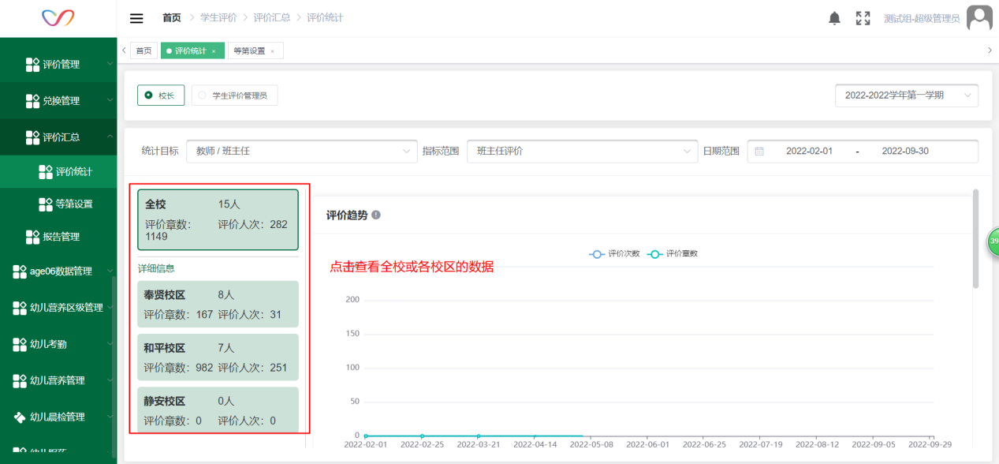 首页 > 学生评价 > 评价汇总 > 评价统计
测试组-超级管理员
首页
评价统计 ×
等第设置 ×
评价管理
兑换管理
评价汇总
评价统计
等第设置
报告管理
age06数据管理
幼儿营养区级管理
幼儿考勤
幼儿营养管理
幼儿晨检管理
校长
学生评价管理员
2022-2022学年第一学期
统计目标 教师 / 班主任 指标范围 班主任评价 日期范围 2022-02-01 - 2022-09-30
全校 15人
评价章数: 评价人次: 282
1149
详细信息
奉贤校区 8人
评价章数: 167 评价人次: 31
和平校区 7人
评价章数: 982 评价人次: 251
静安校区 0人
评价章数: 0 评价人次: 0
评价趋势
评价次数 评价章数
点击查看全校或各校区的数据
200
150
100
50
0
2022-02-01 2022-02-25 2022-03-21 2022-04-14 2022-05-08 2022-06-01 2022-06-25 2022-07-19 2022-08-12 2022-09-05 2022-09-29
39